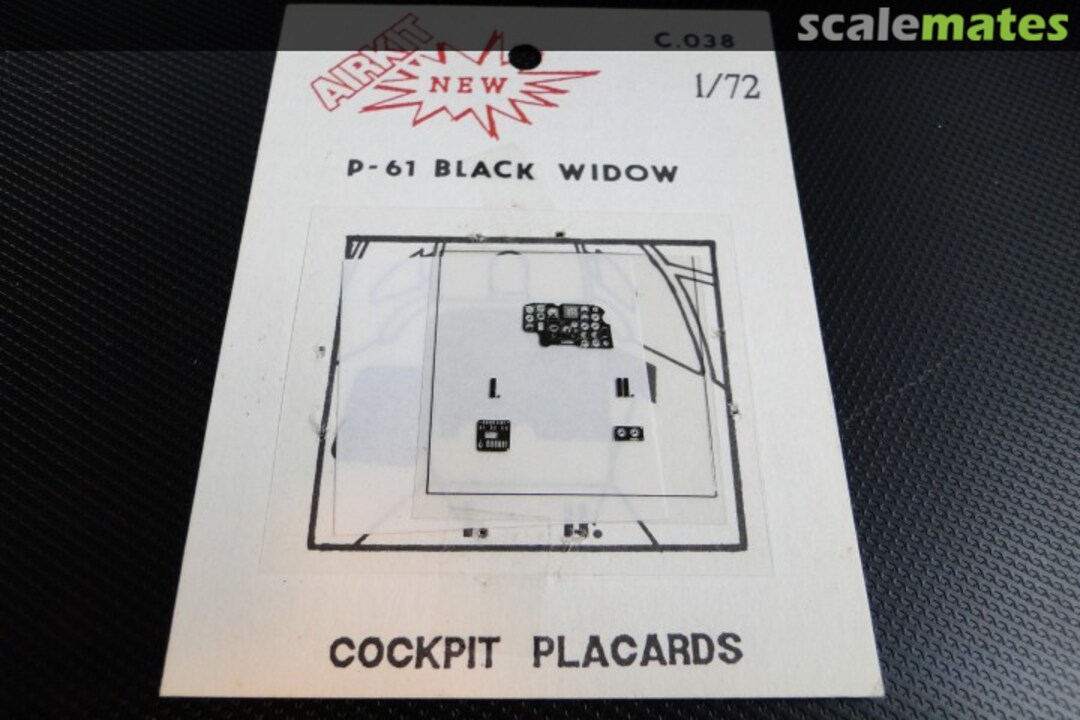 scalemates
C.038
AIRKIT
NEW
1/72
P-61 BLACK WIDOW
I.
II.
COCKPIT PLACARDS